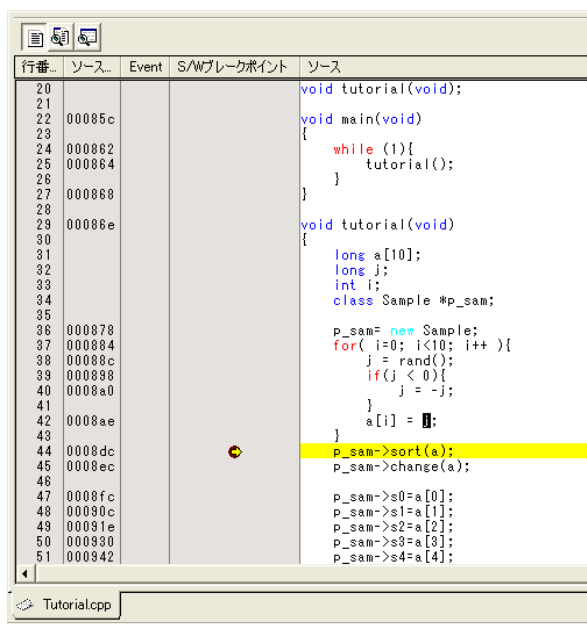 行番... ソース... Event S/Wブレークポイント ソース
20 void tutorial(void);
21
22 00085c void main(void)
23 {
24 000862 while (1){
25 000864 tutorial();
26 }
27 000868 }
28
29 00086e void tutorial(void)
30 {
31 long a[10];
32 long j;
33 int i;
34 class Sample *p_sam;
35
36 000878 p_sam= new Sample;
37 000884 for( i=0; i<10; i++ ){
38 00088c j = rand();
39 000898 if(j < 0){
40 0008a0 j = -j;
41 }
42 0008ae a[i] = j;
43 }
44 0008dc p_sam->sort(a);
45 0008ec p_sam->change(a);
46
47 0008fc p_sam->s0=a[0];
48 00090c p_sam->s1=a[1];
49 00091e p_sam->s2=a[2];
50 000930 p_sam->s3=a[3];
51 000942 p_sam->s4=a[4];
Tutorial.cpp